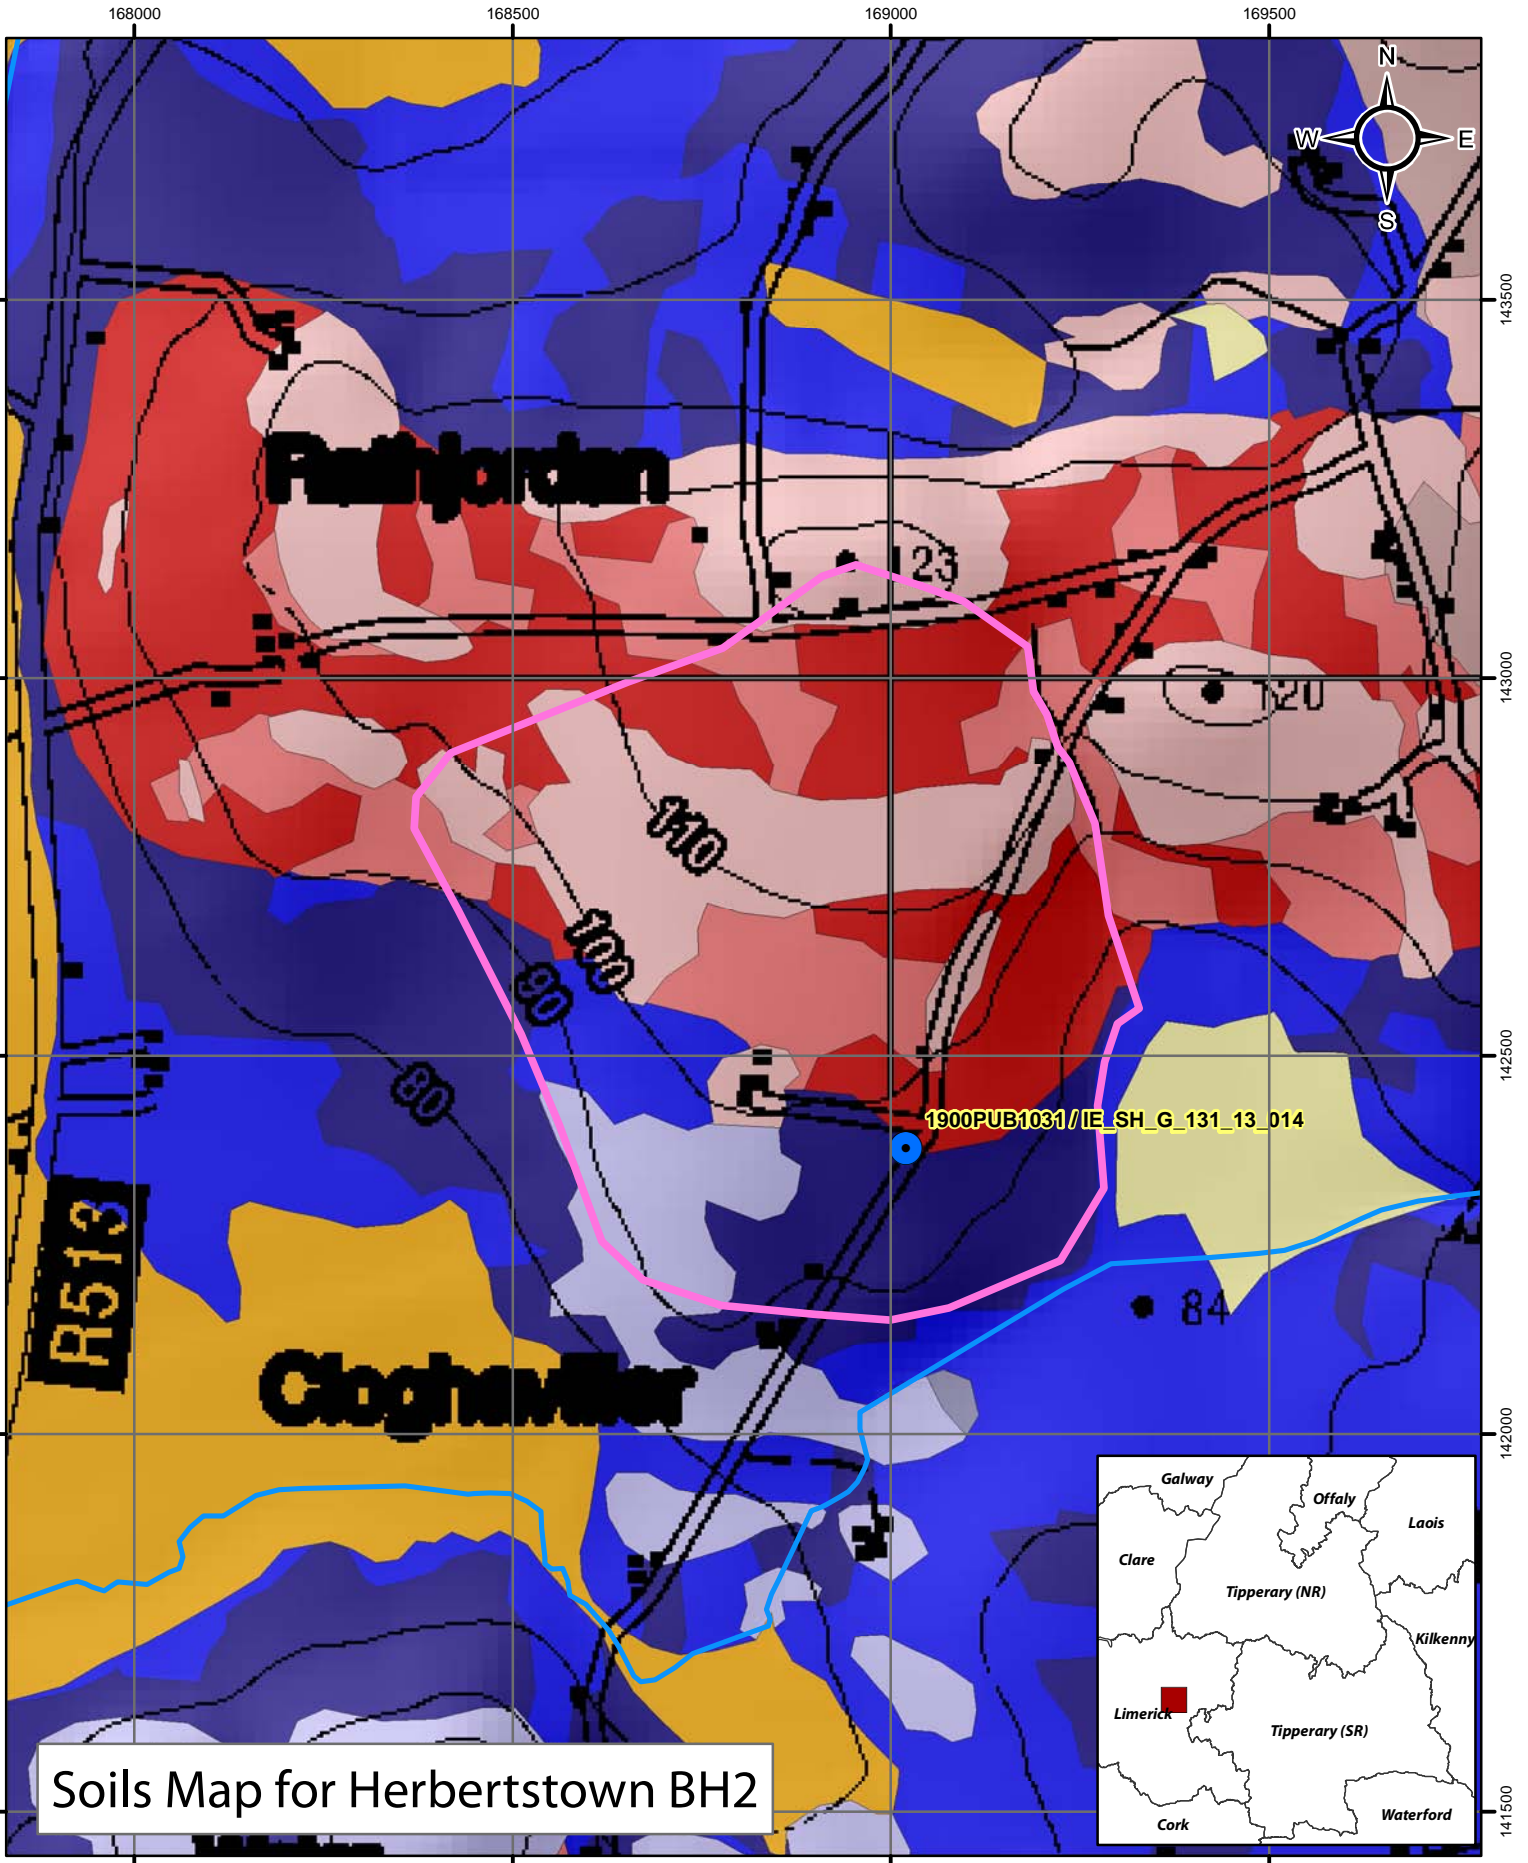 168000
168500
169000
169500
N
W
E
S
143500
Rathjordan
123
143000
120
110
100
90
142500
80
1900PUB1031 / IE_SH_G_131_13_014
R513
84
142000
Galway
Offaly
Laois
Clare
Tipperary (NR)
Kilkenny
Limerick
Tipperary (SR)
Waterford
Cork
141500
Soils Map for Herbertstown BH2